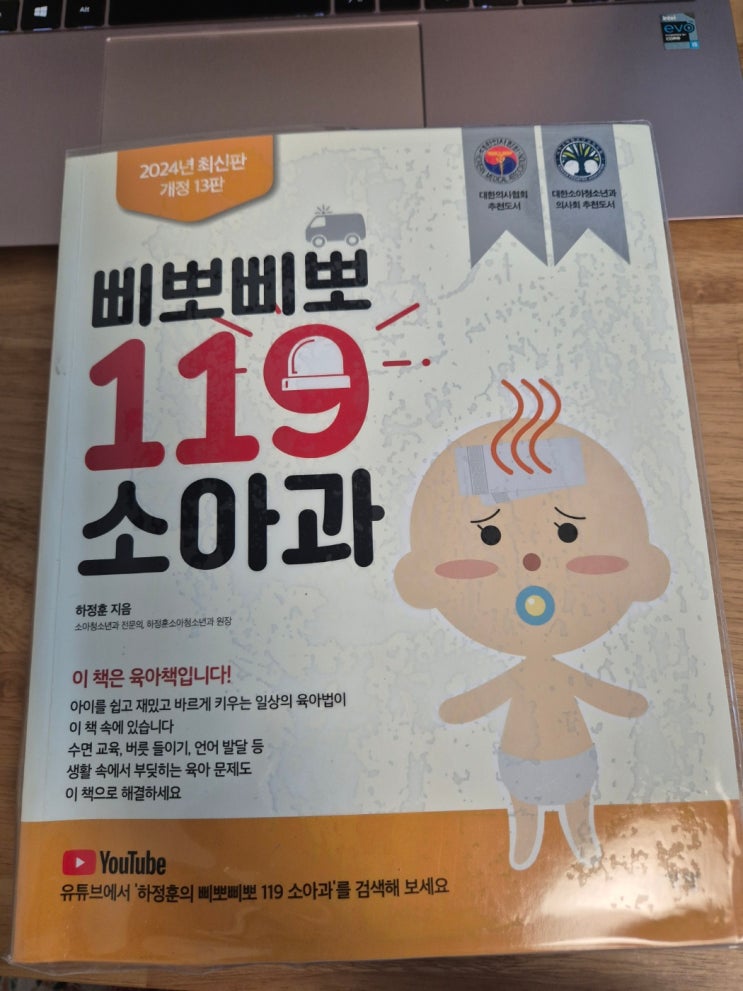 Alt
intel
evo
2024년 최신판
개정 13판
대한의사협회
추천도서
대한소아청소년과
의사회 추천도서
삐뽀삐뽀
119
소아과
하정훈 지음
소아청소년과 전문의, 하정훈소아청소년과 원장
이 책은 육아책입니다!
아이를 쉽고 재밌고 바르게 키우는 일상의 육아법이
이 책 속에 있습니다
수면 교육, 버릇 들이기, 언어 발달 등
생활 속에서 부딪히는 육아 문제도
이 책으로 해결하세요
YouTube
유튜브에서 '하정훈의 삐뽀삐뽀 119 소아과'를 검색해 보세요